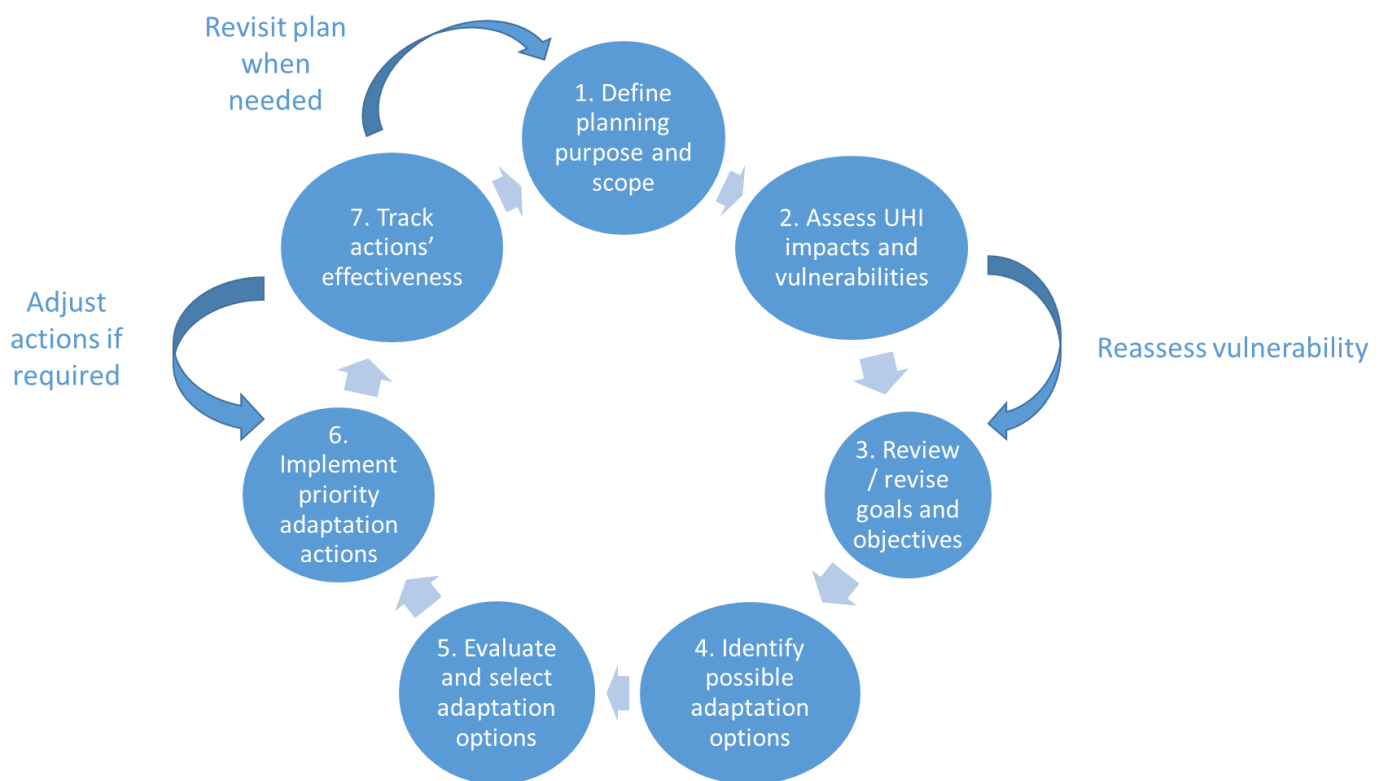 Revisit plan
when
needed
1. Define
planning
purpose and
scope
2. Assess UHI
impacts and
vulnerabilities
Reassess vulnerability
3. Review
/ revise
goals and
objectives
4. Identify
possible
adaptation
options
5. Evaluate
and select
adaptation
options
6.
Implement
priority
adaptation
actions
Adjust
actions if
required
7. Track
actions’
effectiveness